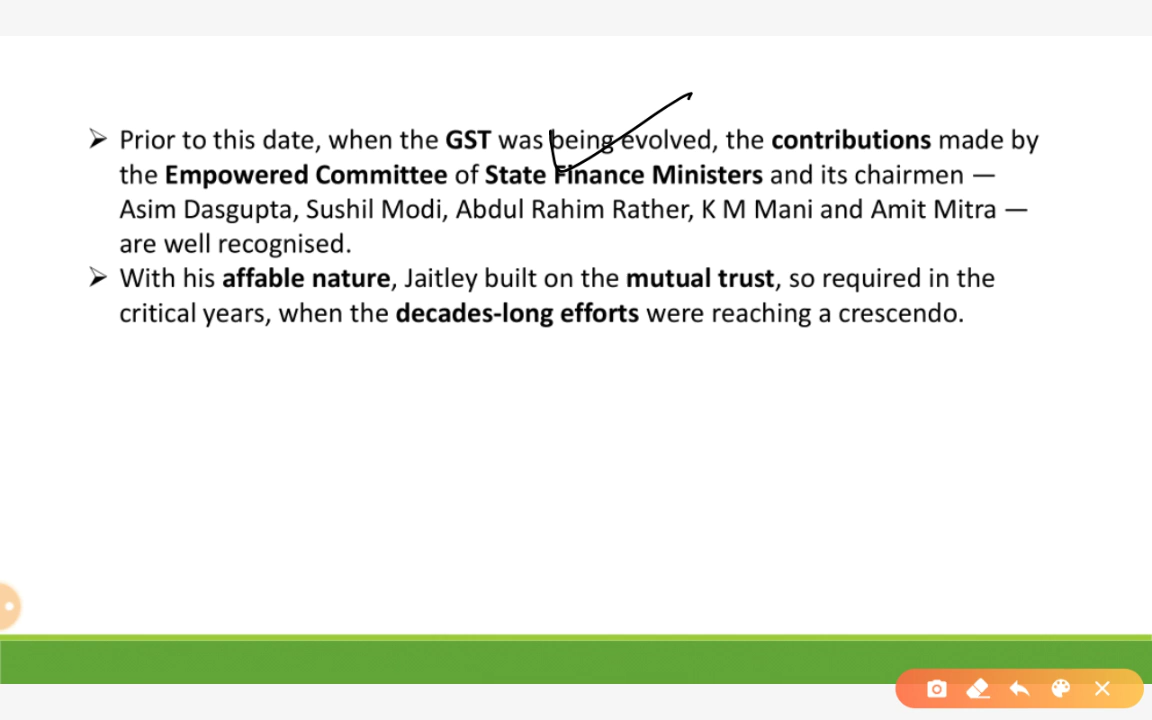 ➢ Prior to this date, when the GST was being evolved, the contributions made by
the Empowered Committee of State Finance Ministers and its chairmen —
Asim Dasgupta, Sushil Modi, Abdul Rahim Rather, K M Mani and Amit Mitra —
are well recognised.
➢ With his affable nature, Jaitley built on the mutual trust, so required in the
critical years, when the decades-long efforts were reaching a crescendo.